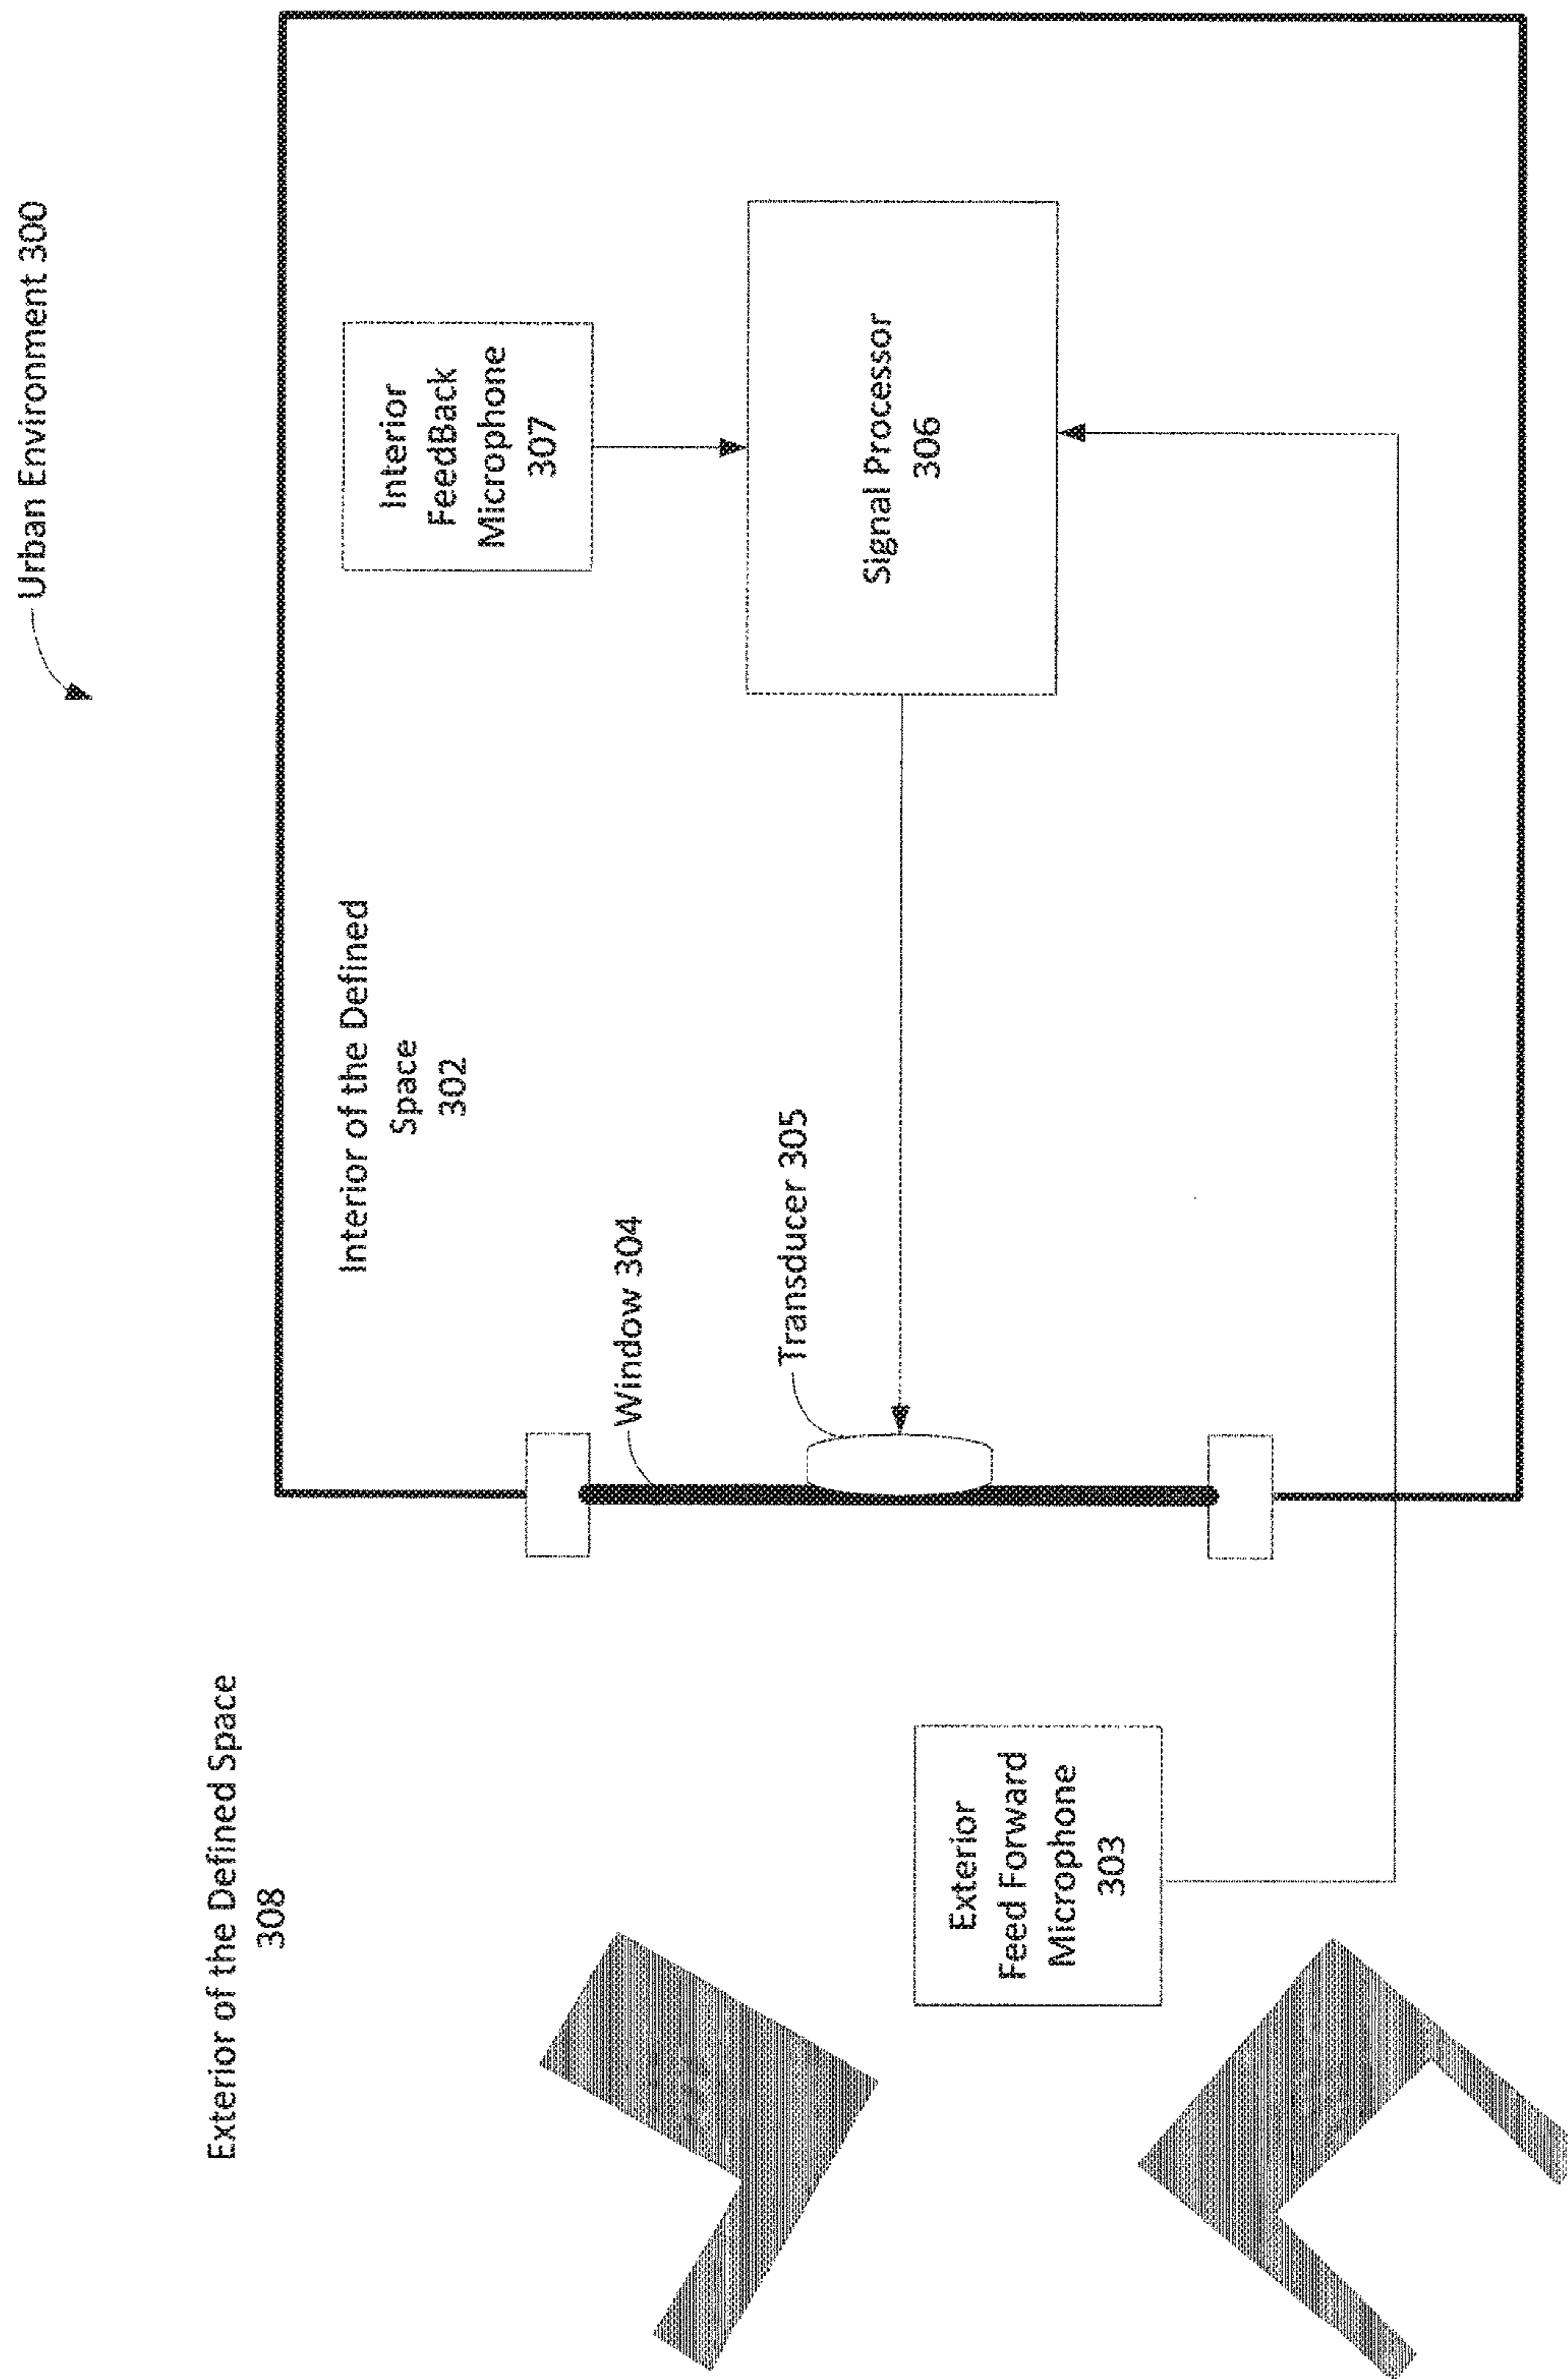 Urban Environment 300
Exterior of the Defined Space
308
Interior of the Defined
Space
302
Interior
FeedBack
Microphone
307
Window 304
Transducer 305
Signal Processor
306
Exterior
Feed Forward
Microphone
303